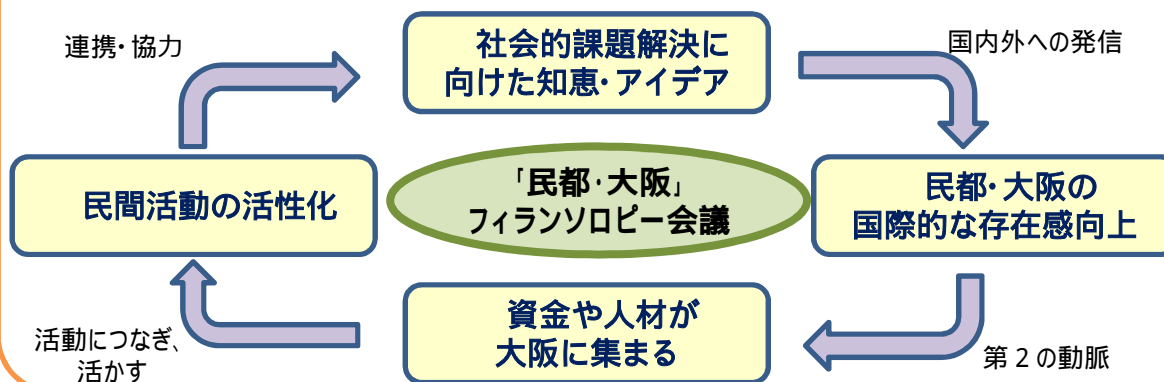 連携・協力
社会的課題解決に
向けた知恵・アイデア
国内外への発信
民間活動の活性化
「民都・大阪」
フィランソロピー会議
民都・大阪の
国際的な存在感向上
活動につなぎ、
活かす
資金や人材が
大阪に集まる
第2の動脈